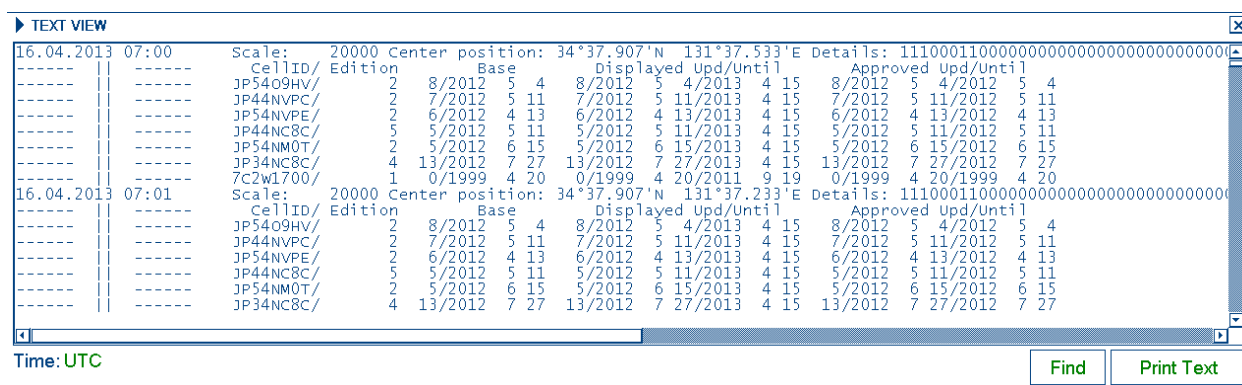 TEXT VIEW
16.04.2013 07:00 Scale: 20000 Center position: 34°37.907'N 131°37.533'E Details: 11100011000000000000000000000000
------ || ------ CellID/ Edition Base Displayed Upd/Until Approved Upd/Until
------ || ------ JP54O9HV/ 2 8/2012 5 4 8/2012 5 4/2013 4 15 8/2012 5 4/2012 5 4
------ || ------ JP44NVPC/ 2 7/2012 5 11 7/2012 5 11/2013 4 15 7/2012 5 11/2012 5 11
------ || ------ JP54NVPE/ 2 6/2012 4 13 6/2012 4 13/2013 4 15 6/2012 4 13/2012 4 13
------ || ------ JP44NC8C/ 5 5/2012 5 11 5/2012 5 11/2013 4 15 5/2012 5 11/2012 5 11
------ || ------ JP54NM0T/ 2 5/2012 6 15 5/2012 6 15/2013 4 15 5/2012 6 15/2012 6 15
------ || ------ JP34NC8C/ 4 13/2012 7 27 13/2012 7 27/2013 4 15 13/2012 7 27/2012 7 27
------ || ------ 7C2W1700/ 1 0/1999 4 20 0/1999 4 20/2011 9 19 0/1999 4 20/1999 4 20
16.04.2013 07:01 Scale: 20000 Center position: 34°37.907'N 131°37.233'E Details: 11100011000000000000000000000000
------ || ------ CellID/ Edition Base Displayed Upd/Until Approved Upd/Until
------ || ------ JP54O9HV/ 2 8/2012 5 4 8/2012 5 4/2013 4 15 8/2012 5 4/2012 5 4
------ || ------ JP44NVPC/ 2 7/2012 5 11 7/2012 5 11/2013 4 15 7/2012 5 11/2012 5 11
------ || ------ JP54NVPE/ 2 6/2012 4 13 6/2012 4 13/2013 4 15 6/2012 4 13/2012 4 13
------ || ------ JP44NC8C/ 5 5/2012 5 11 5/2012 5 11/2013 4 15 5/2012 5 11/2012 5 11
------ || ------ JP54NM0T/ 2 5/2012 6 15 5/2012 6 15/2013 4 15 5/2012 6 15/2012 6 15
------ || ------ JP34NC8C/ 4 13/2012 7 27 13/2012 7 27/2013 4 15 13/2012 7 27/2012 7 27
Time: UTC
Find Print Text